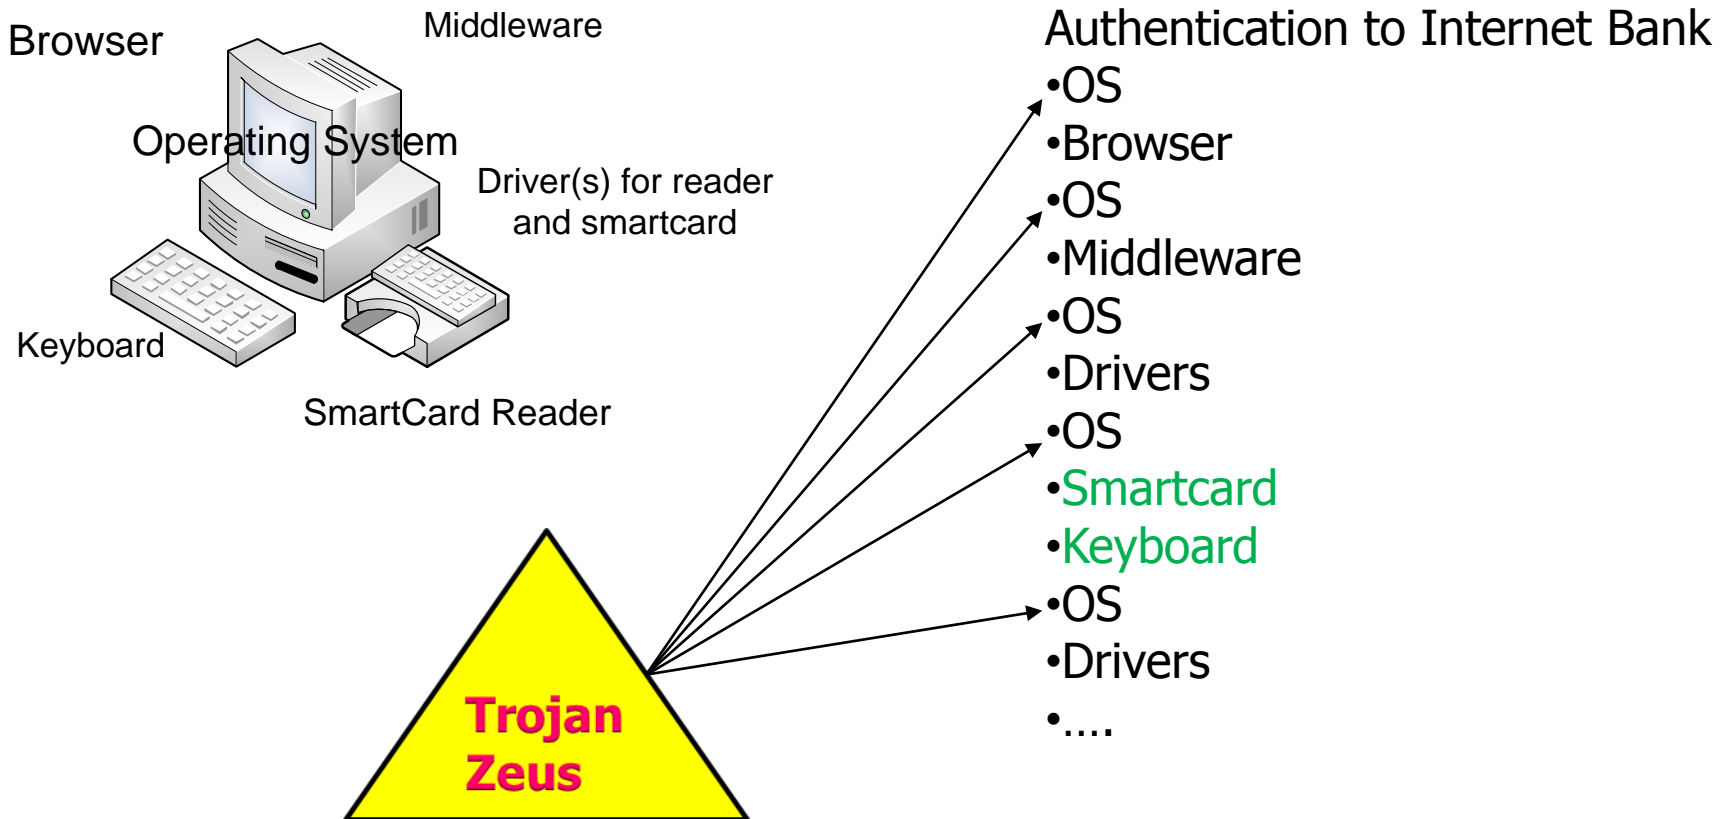 Browser
Middleware
Operating System
Driver(s) for reader
and smartcard
Keyboard
SmartCard Reader
Trojan
Zeus
Authentication to Internet Bank
•OS
•Browser
•OS
•Middleware
•OS
•Drivers
•OS
•Smartcard
•Keyboard
•OS
•Drivers
•….